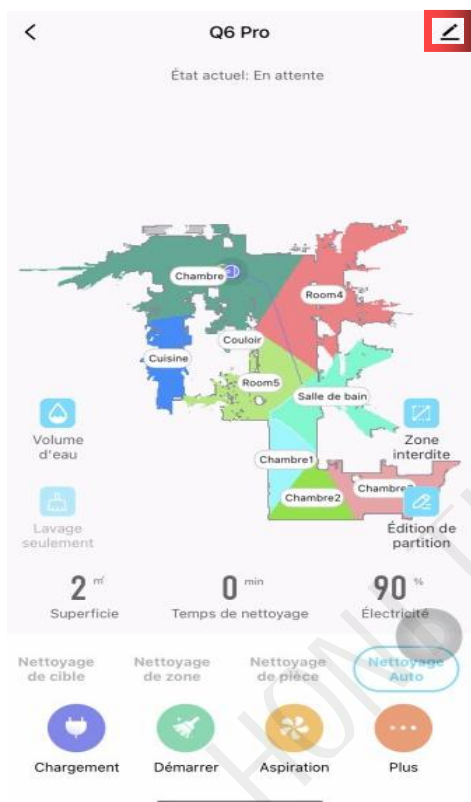 Q6 Pro
État actuel: En attente
Chambre
Room4
Couloir
Cuisine
Room5
Salle de bain
Volume
d'eau
Zone
interdite
Chambre1
Chambre2
Lavage
seulement
Édition de
partition
2 ㎡
0 min
90 %
Superficie
Temps de nettoyage
Électricité
Nettoyage
de cible
Nettoyage
de zone
Nettoyage
de pièce
Nettoyage
Auto
Chargement
Démarrer
Aspiration
Plus